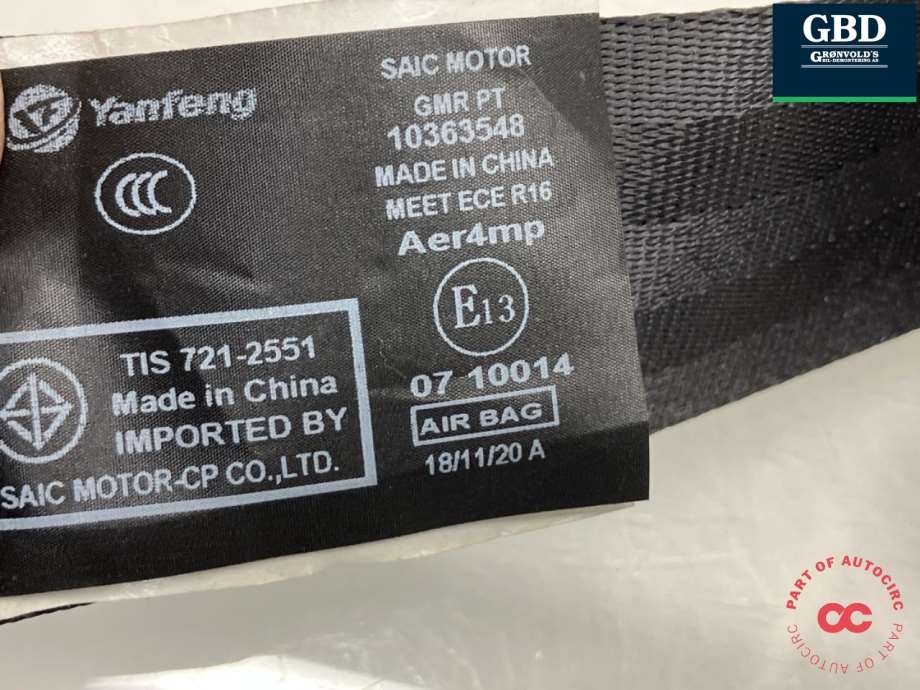 Yanfeng
CCC
TIS 721-2551
Made in China
IMPORTED BY
SAIC MOTOR-CP CO.,LTD.
SAIC MOTOR
GMR PT
10363548
MADE IN CHINA
MEET ECE R16
Aer4mp
E13
07 10014
AIR BAG
18/11/20 A
GBD
GRØNVOLD'S
BIL-DEMONTERING AS
PART OF AUTOCIRC
PART OF AUTOCIRC